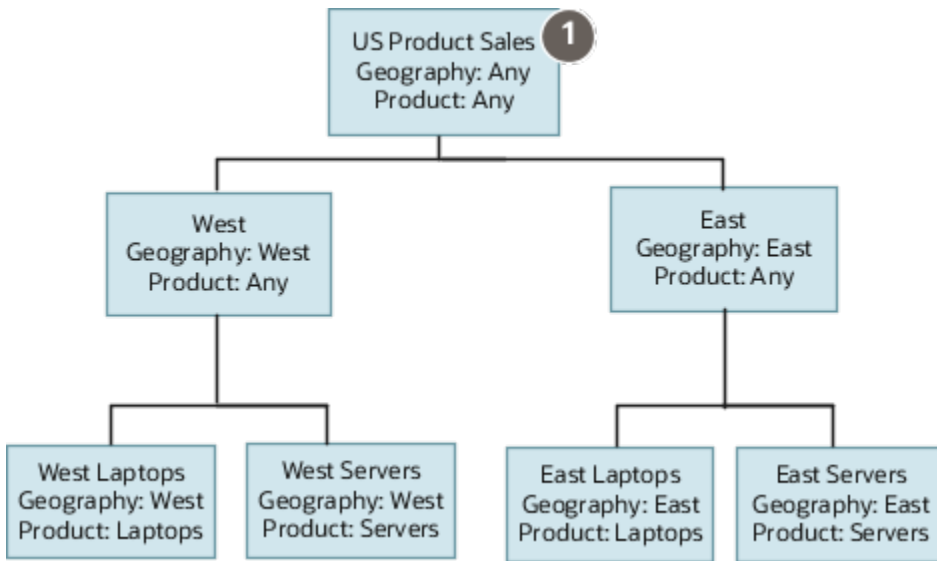 US Product Sales
Geography: Any
Product: Any
1
West
Geography: West
Product: Any
East
Geography: East
Product: Any
West Laptops
Geography: West
Product: Laptops
West Servers
Geography: West
Product: Servers
East Laptops
Geography: East
Product: Laptops
East Servers
Geography: East
Product: Servers